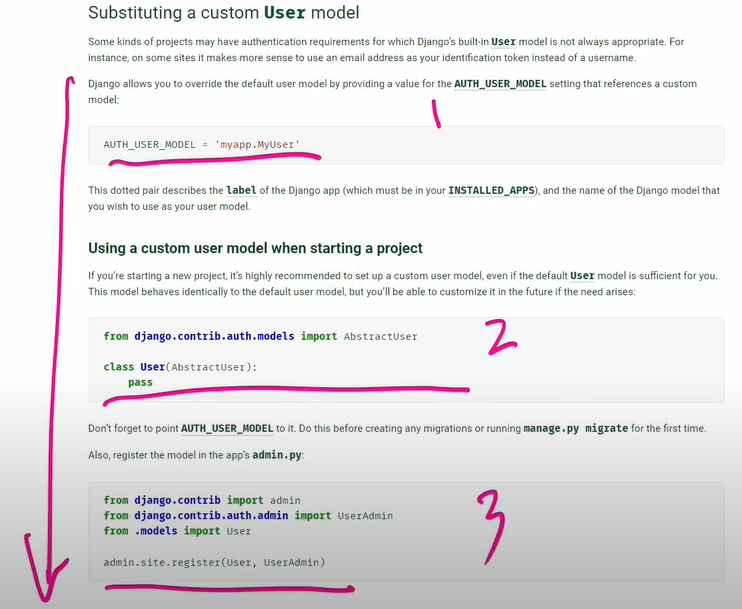 Substituting a custom User model
Some kinds of projects may have authentication requirements for which Django's built-in User model is not always appropriate. For
instance, on some sites it makes more sense to use an email address as your identification token instead of a username.
Django allows you to override the default user model by providing a value for the AUTH_USER_MODEL setting that references a custom
model:
1
AUTH_USER_MODEL = 'myapp.MyUser'
This dotted pair describes the label of the Django app (which must be in your INSTALLED_APPS), and the name of the Django model that
you wish to use as your user model.
Using a custom user model when starting a project
If you're starting a new project, it's highly recommended to set up a custom user model, even if the default User model is sufficient for you.
This model behaves identically to the default user model, but you'll be able to customize it in the future if the need arises:
from django.contrib.auth.models import AbstractUser
2
class User(AbstractUser):
    pass
Don't forget to point AUTH_USER_MODEL to it. Do this before creating any migrations or running manage.py migrate for the first time.
Also, register the model in the app's admin.py:
from django.contrib import admin
from django.contrib.auth.admin import UserAdmin
from .models import User
3
admin.site.register(User, UserAdmin)